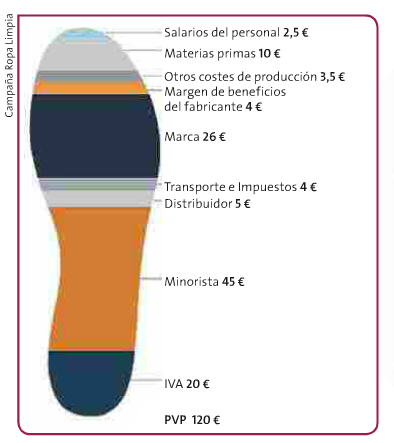 Campaña Ropa Limpia
Salarios del personal 2,5 €
Materias primas 10 €
Otros costes de producción 3,5 €
Margen de beneficios
del fabricante 4 €
Marca 26 €
Transporte e Impuestos 4 €
Distribuidor 5 €
Minorista 45 €
IVA 20 €
PVP 120 €